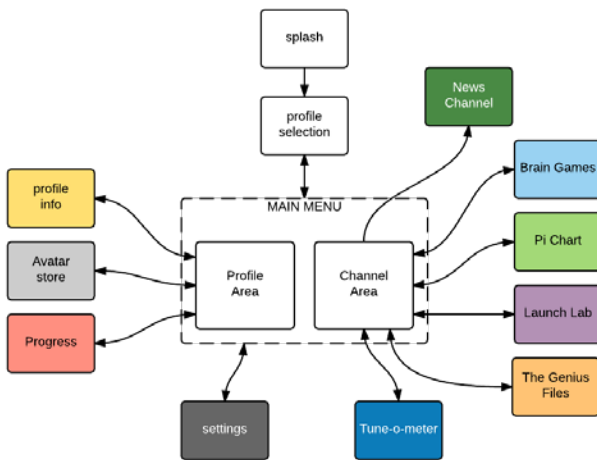 splash
News
Channel
profile
selection
Brain Games
profile
info
MAIN MENU
Pi Chart
Avatar
store
Profile
Area
Channel
Area
Launch Lab
Progress
The Genius
Files
settings
Tune-o-meter